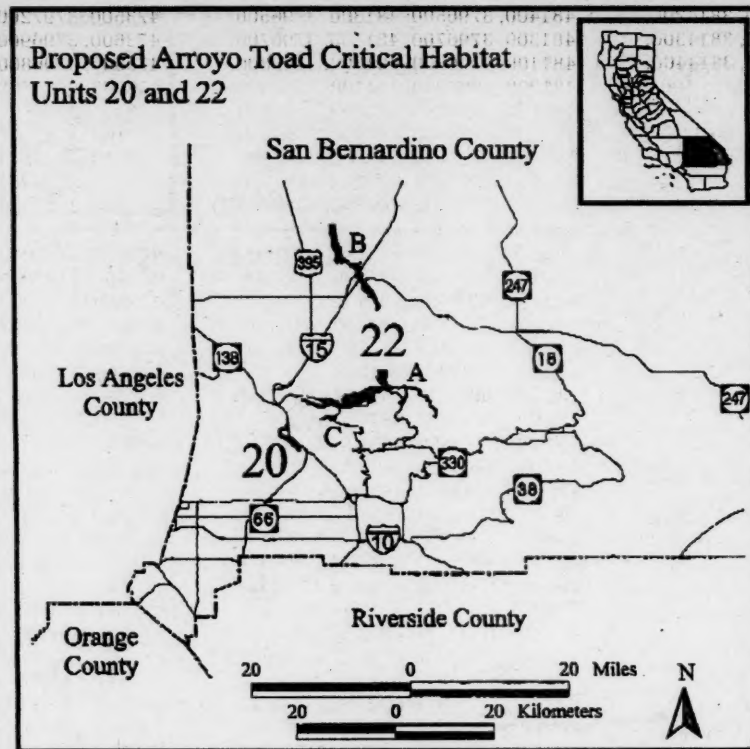 Proposed Arroyo Toad Critical Habitat
Units 20 and 22
San Bernardino County
B
395
247
15
138
18
22
Los Angeles
County
A
247
C
20
330
38
66
10
Riverside County
Orange
County
20 0 20 Miles
N
20 0 20 Kilometers